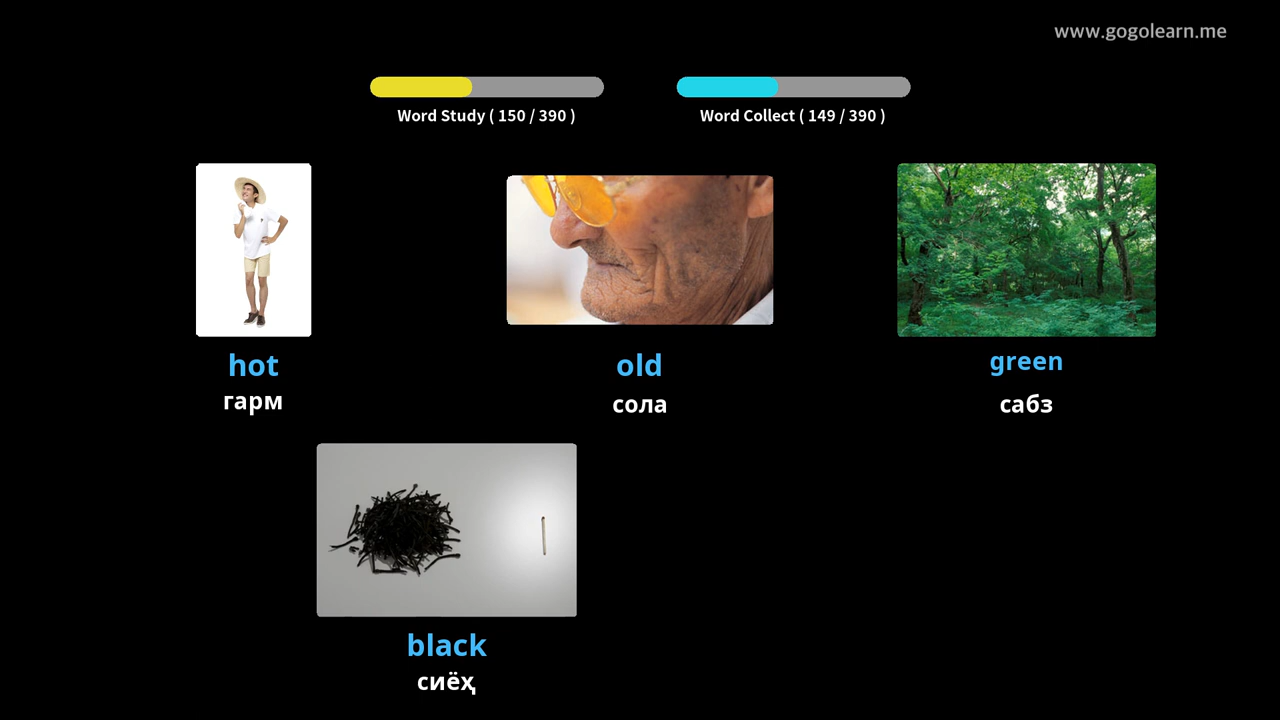 www.gogolearn.me
Word Study ( 150 / 390 )
Word Collect ( 149 / 390 )
hot
гарм
old
сола
green
сабз
black
сиёҳ